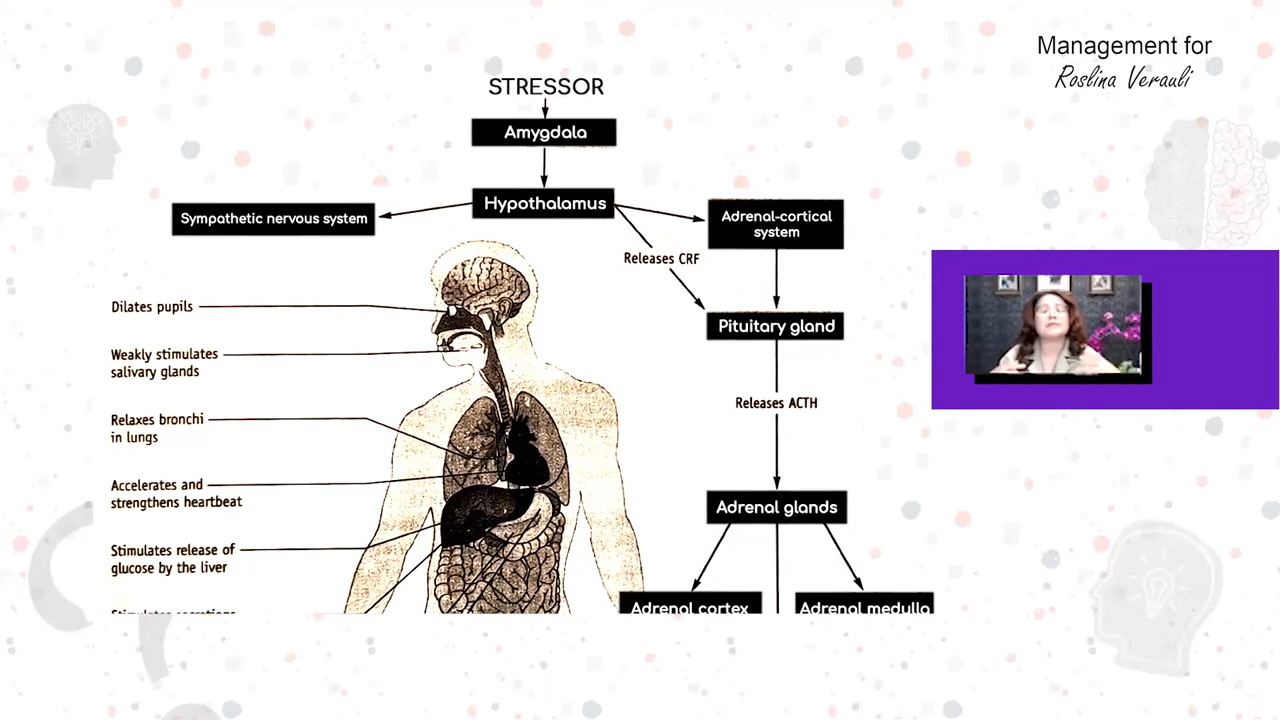 Management for
Roslina Verauli
STRESSOR
Amygdala
Hypothalamus
Sympathetic nervous system
Adrenal-cortical
system
Releases CRF
Pituitary gland
Releases ACTH
Adrenal glands
Adrenal cortex
Adrenal medulla
Dilates pupils
Weakly stimulates
salivary glands
Relaxes bronchi
in lungs
Accelerates and
strengthens heartbeat
Stimulates release of
glucose by the liver
Stimulates secretions